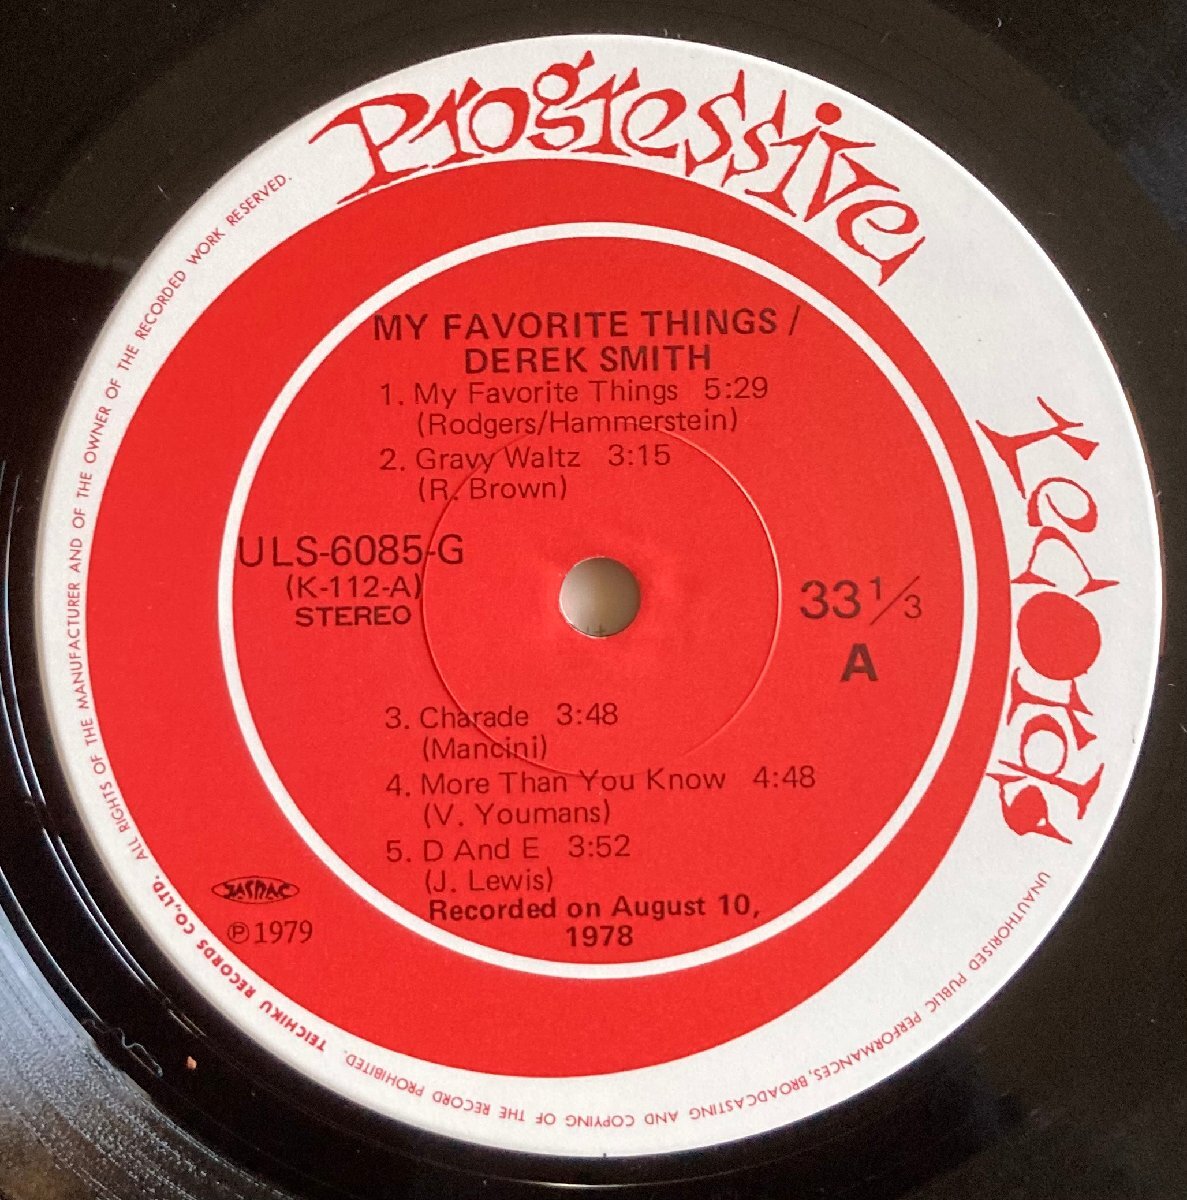 Progressive
records
MY FAVORITE THINGS /
DEREK SMITH
1. My Favorite Things 5:29
(Rodgers/Hammerstein)
2. Gravy Waltz 3:15
(R. Brown)
ULS-6085-G
(K-112-A)
STEREO
33 1/3
A
3. Charade 3:48
(Mancini)
4. More Than You Know 4:48
(V. Youmans)
5. D And E 3:52
(J. Lewis)
Recorded on August 10,
1978
JASRAC
℗1979
TEICHIKU RECORDS CO.,LTD. ALL RIGHTS OF THE MANUFACTURER AND OF THE OWNER OF THE RECORDED WORK RESERVED.
UNAUTHORISED PUBLIC PERFORMANCES, BROADCASTING AND COPYING OF THE RECORD PROHIBITED.